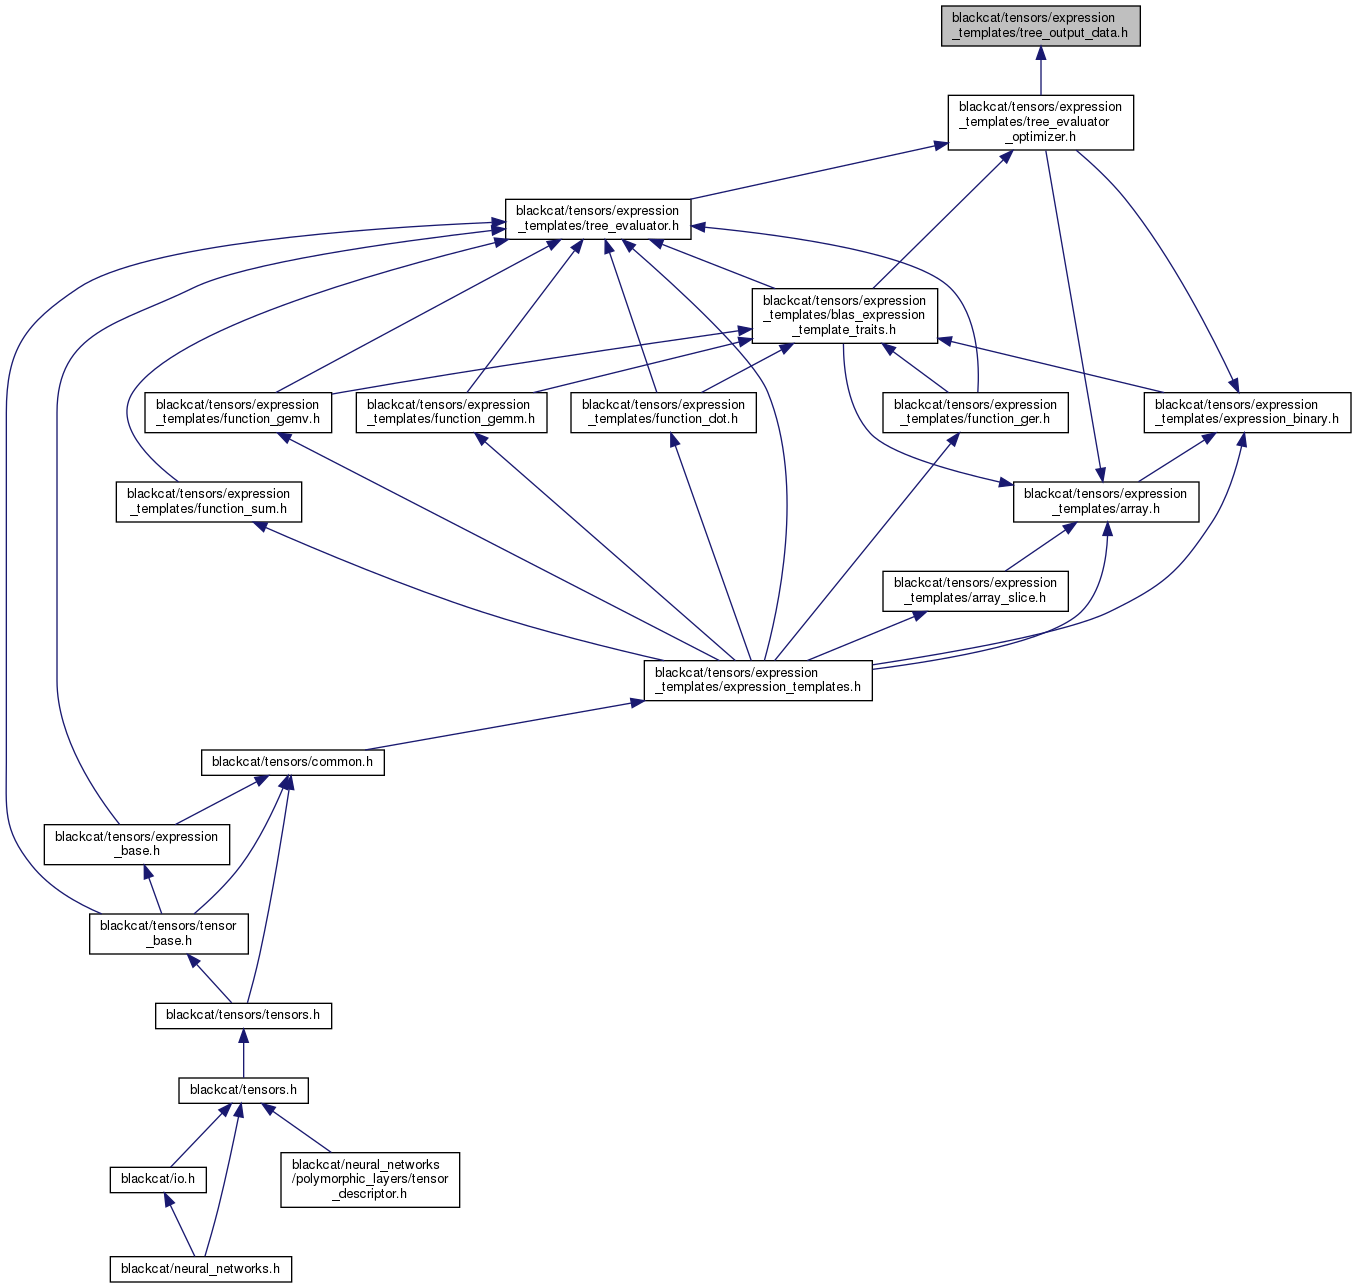 blackcat/tensors/expression
_templates/tree_output_data.h
blackcat/tensors/expression
_templates/tree_evaluator
_optimizer.h
blackcat/tensors/expression
_templates/tree_evaluator.h
blackcat/tensors/expression
_templates/blas_expression
_template_traits.h
blackcat/tensors/expression
_templates/function_gemv.h
blackcat/tensors/expression
_templates/function_gemm.h
blackcat/tensors/expression
_templates/function_dot.h
blackcat/tensors/expression
_templates/function_ger.h
blackcat/tensors/expression
_templates/expression_binary.h
blackcat/tensors/expression
_templates/function_sum.h
blackcat/tensors/expression
_templates/array.h
blackcat/tensors/expression
_templates/array_slice.h
blackcat/tensors/expression
_templates/expression_templates.h
blackcat/tensors/common.h
blackcat/tensors/expression
_base.h
blackcat/tensors/tensor
_base.h
blackcat/tensors/tensors.h
blackcat/tensors.h
blackcat/io.h
blackcat/neural_networks
/polymorphic_layers/tensor
_descriptor.h
blackcat/neural_networks.h